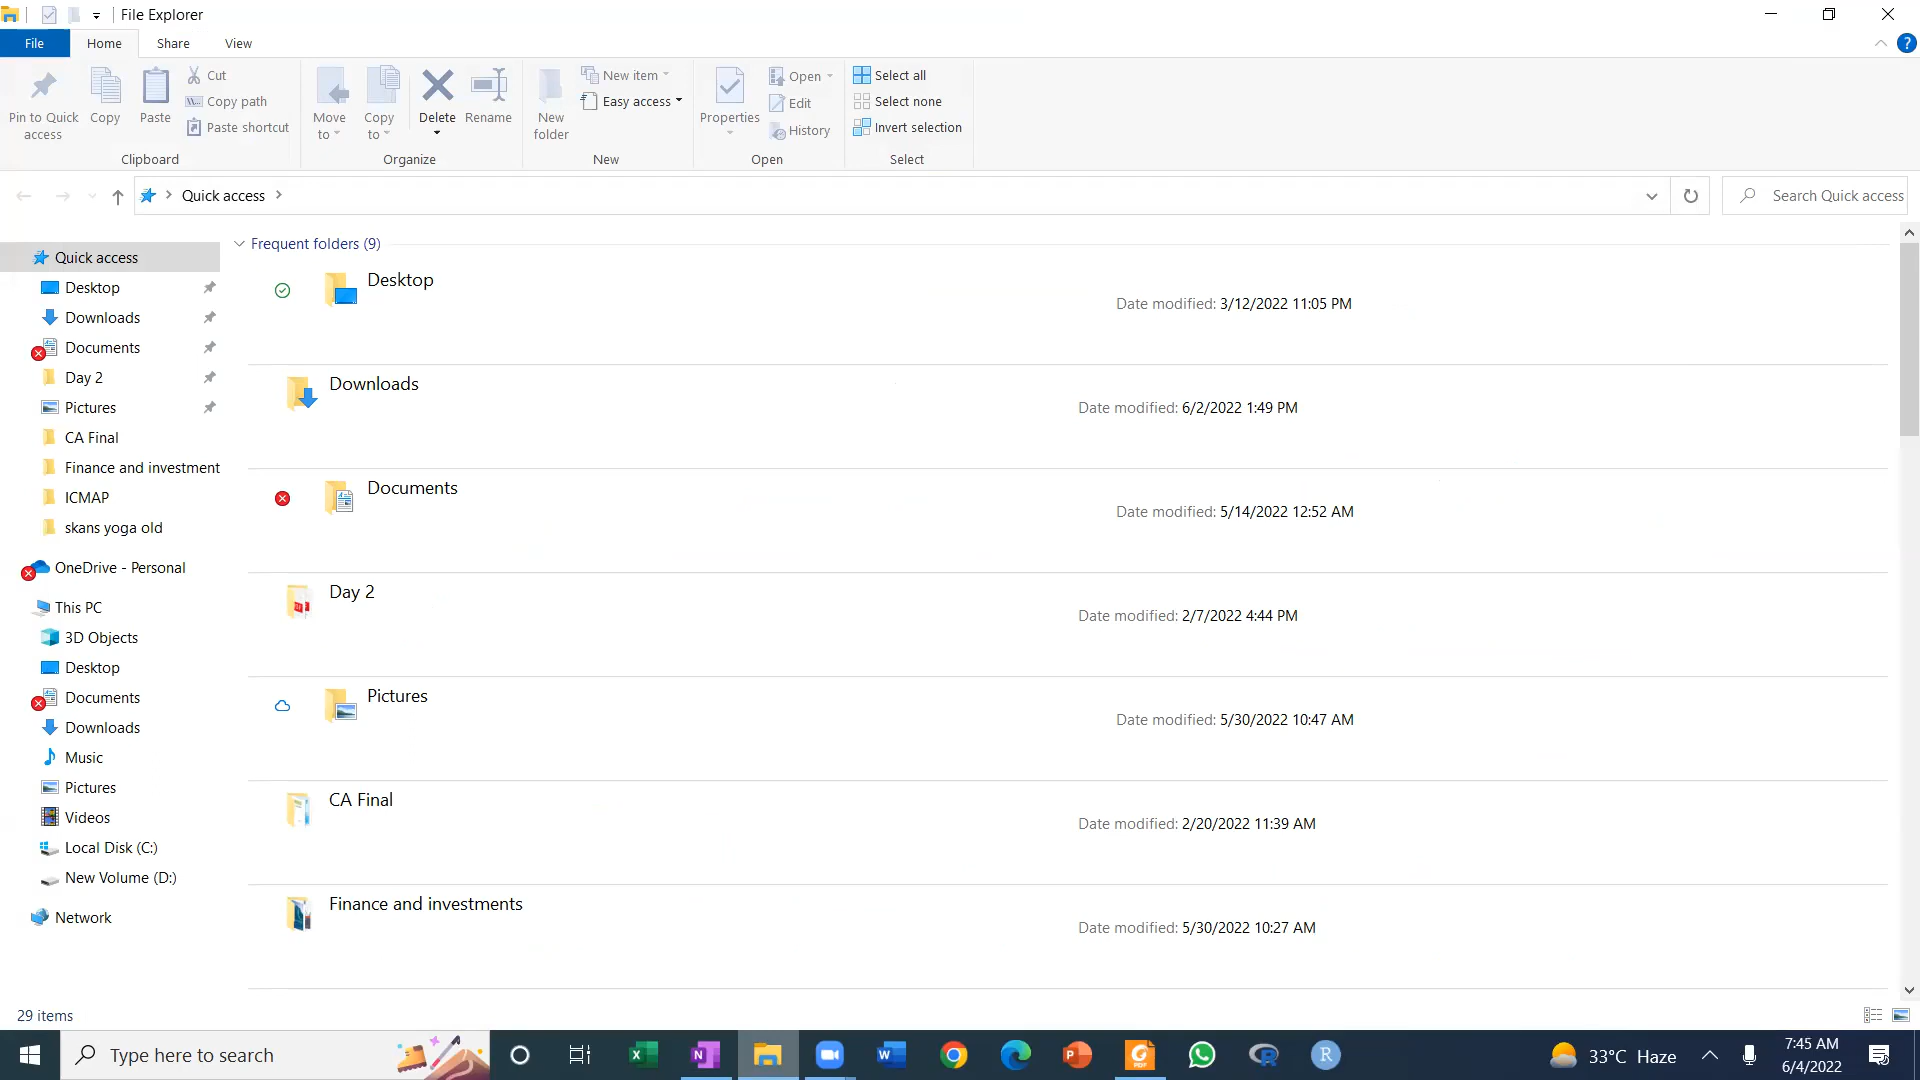 File Explorer
File Home Share View
Pin to Quick access
Copy
Paste
Cut
Copy path
Paste shortcut
Clipboard
Move to
Copy to
Delete
Rename
Organize
New folder
New item
Easy access
New
Properties
Open
Edit
History
Open
Select all
Select none
Invert selection
Select
Quick access
Search Quick access
Quick access
Desktop
Downloads
Documents
Day 2
Pictures
CA Final
Finance and investment
ICMAP
skans yoga old
OneDrive - Personal
This PC
3D Objects
Desktop
Documents
Downloads
Music
Pictures
Videos
Local Disk (C:)
New Volume (D:)
Network
Frequent folders (9)
Desktop
Date modified: 3/12/2022 11:05 PM
Downloads
Date modified: 6/2/2022 1:49 PM
Documents
Date modified: 5/14/2022 12:52 AM
Day 2
Date modified: 2/7/2022 4:44 PM
Pictures
Date modified: 5/30/2022 10:47 AM
CA Final
Date modified: 2/20/2022 11:39 AM
Finance and investments
Date modified: 5/30/2022 10:27 AM
29 items
Type here to search
33°C Haze
7:45 AM
6/4/2022